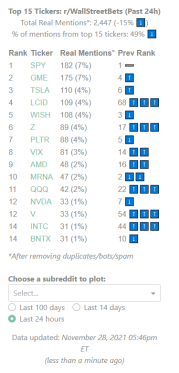 Top 15 Tickers: r/WallStreetBets (Past 24h)
Total Real Mentions*: 2,447 (-15% ⬇)
% of mentions from top 15 tickers: 49% ⬇
Rank Ticker Real Mentions* Prev Rank
1 SPY 182 (7%) 1 ➖
2 GME 175 (7%) 4 ⬆
3 TSLA 110 (4%) 6 ⬆
4 LCID 109 (4%) 68 ⬆ ⬆ ⬆
5 WISH 108 (4%) 3 ⬇
6 Z 89 (4%) 17 ⬆ ⬆ ⬆
7 PLTR 88 (4%) 5 ⬇
8 VIX 81 (3%) 14 ⬆ ⬆
9 AMD 48 (2%) 16 ⬆ ⬆
10 MRNA 47 (2%) 2 ⬇ ⬇
11 QQQ 42 (2%) 22 ⬆ ⬆ ⬆
12 NVDA 33 (1%) 7 ⬇
12 V 33 (1%) 54 ⬆ ⬆ ⬆
14 INTC 31 (1%) 44 ⬆ ⬆ ⬆
14 BNTX 31 (1%) 10 ⬇
*After removing duplicates/bots/spam
Choose a subreddit to plot:
Select...
Last 100 days Last 14 days
Last 24 hours
Data updated: November 28, 2021 05:46pm
ET
(less than a minute ago)